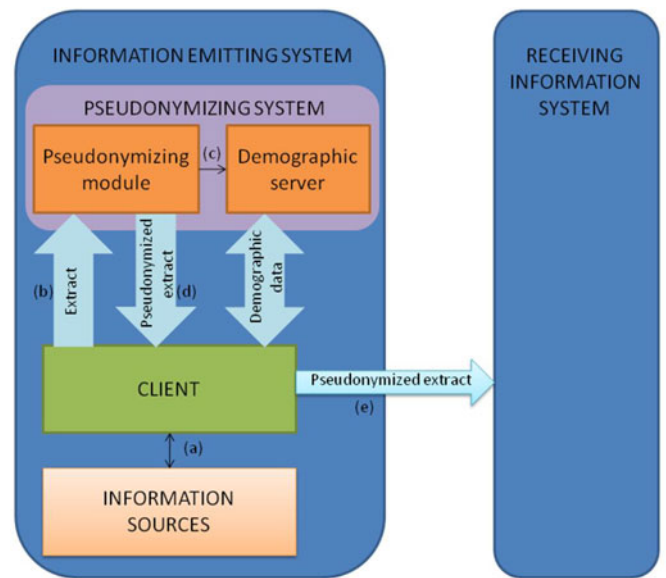 INFORMATION EMITTING SYSTEM
PSEUDONYMIZING SYSTEM
Pseudonymizing
module
(c)
Demographic
server
(b)
Extract
Pseudonymized
extract
(d)
Demographic
data
CLIENT
Pseudonymized extract
(e)
(a)
INFORMATION
SOURCES
RECEIVING
INFORMATION
SYSTEM